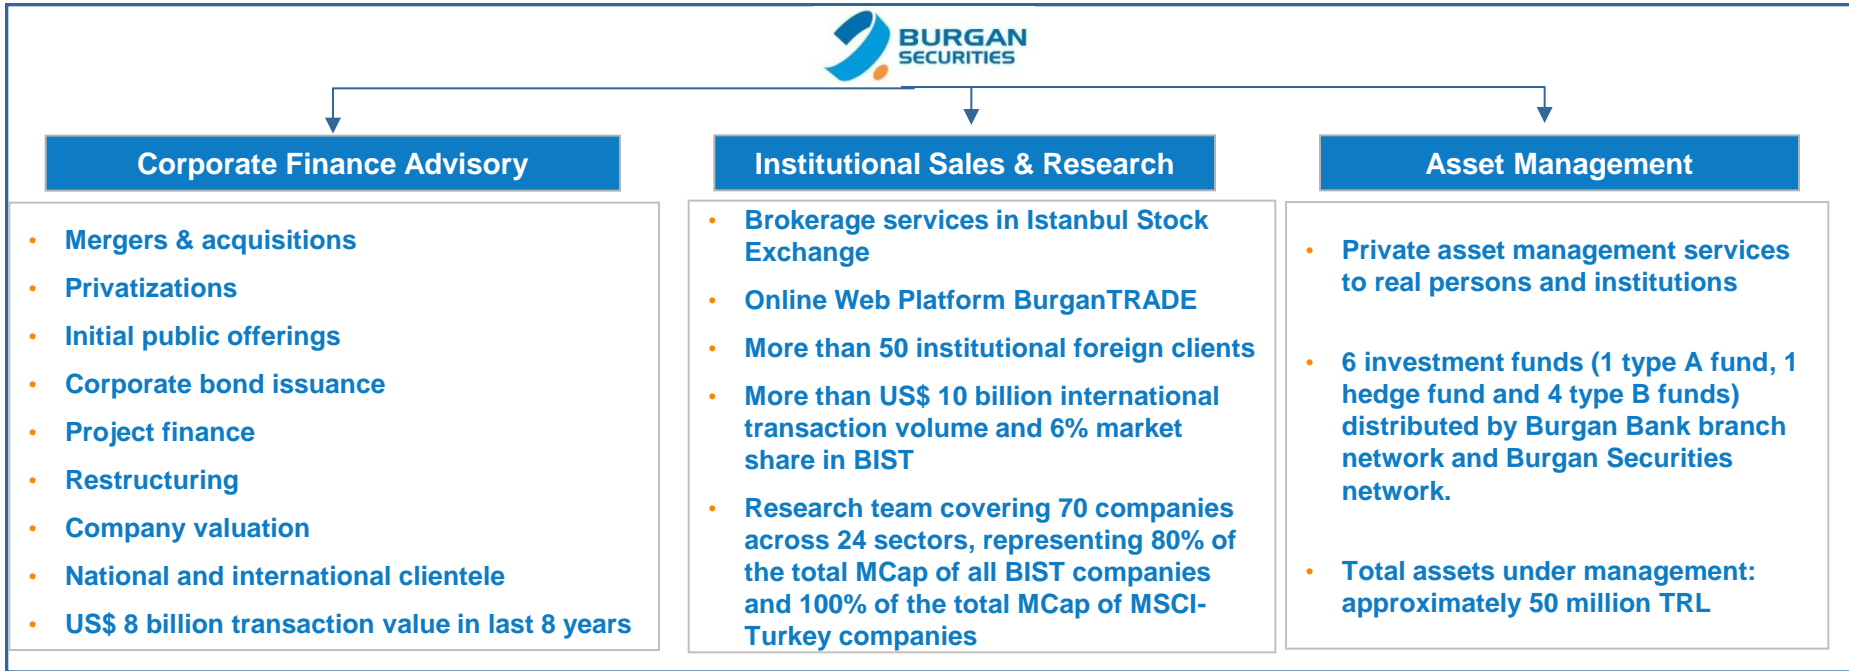 BURGAN
SECURITIES
Corporate Finance Advisory
• Mergers & acquisitions
• Privatizations
• Initial public offerings
• Corporate bond issuance
• Project finance
• Restructuring
• Company valuation
• National and international clientele
• US$ 8 billion transaction value in last 8 years
Institutional Sales & Research
• Brokerage services in Istanbul Stock
Exchange
• Online Web Platform BurganTRADE
• More than 50 institutional foreign clients
• More than US$ 10 billion international
transaction volume and 6% market
share in BIST
• Research team covering 70 companies
across 24 sectors, representing 80% of
the total MCap of all BIST companies
and 100% of the total MCap of MSCI-
Turkey companies
Asset Management
• Private asset management services
to real persons and institutions
• 6 investment funds (1 type A fund, 1
hedge fund and 4 type B funds)
distributed by Burgan Bank branch
network and Burgan Securities
network.
• Total assets under management:
approximately 50 million TRL